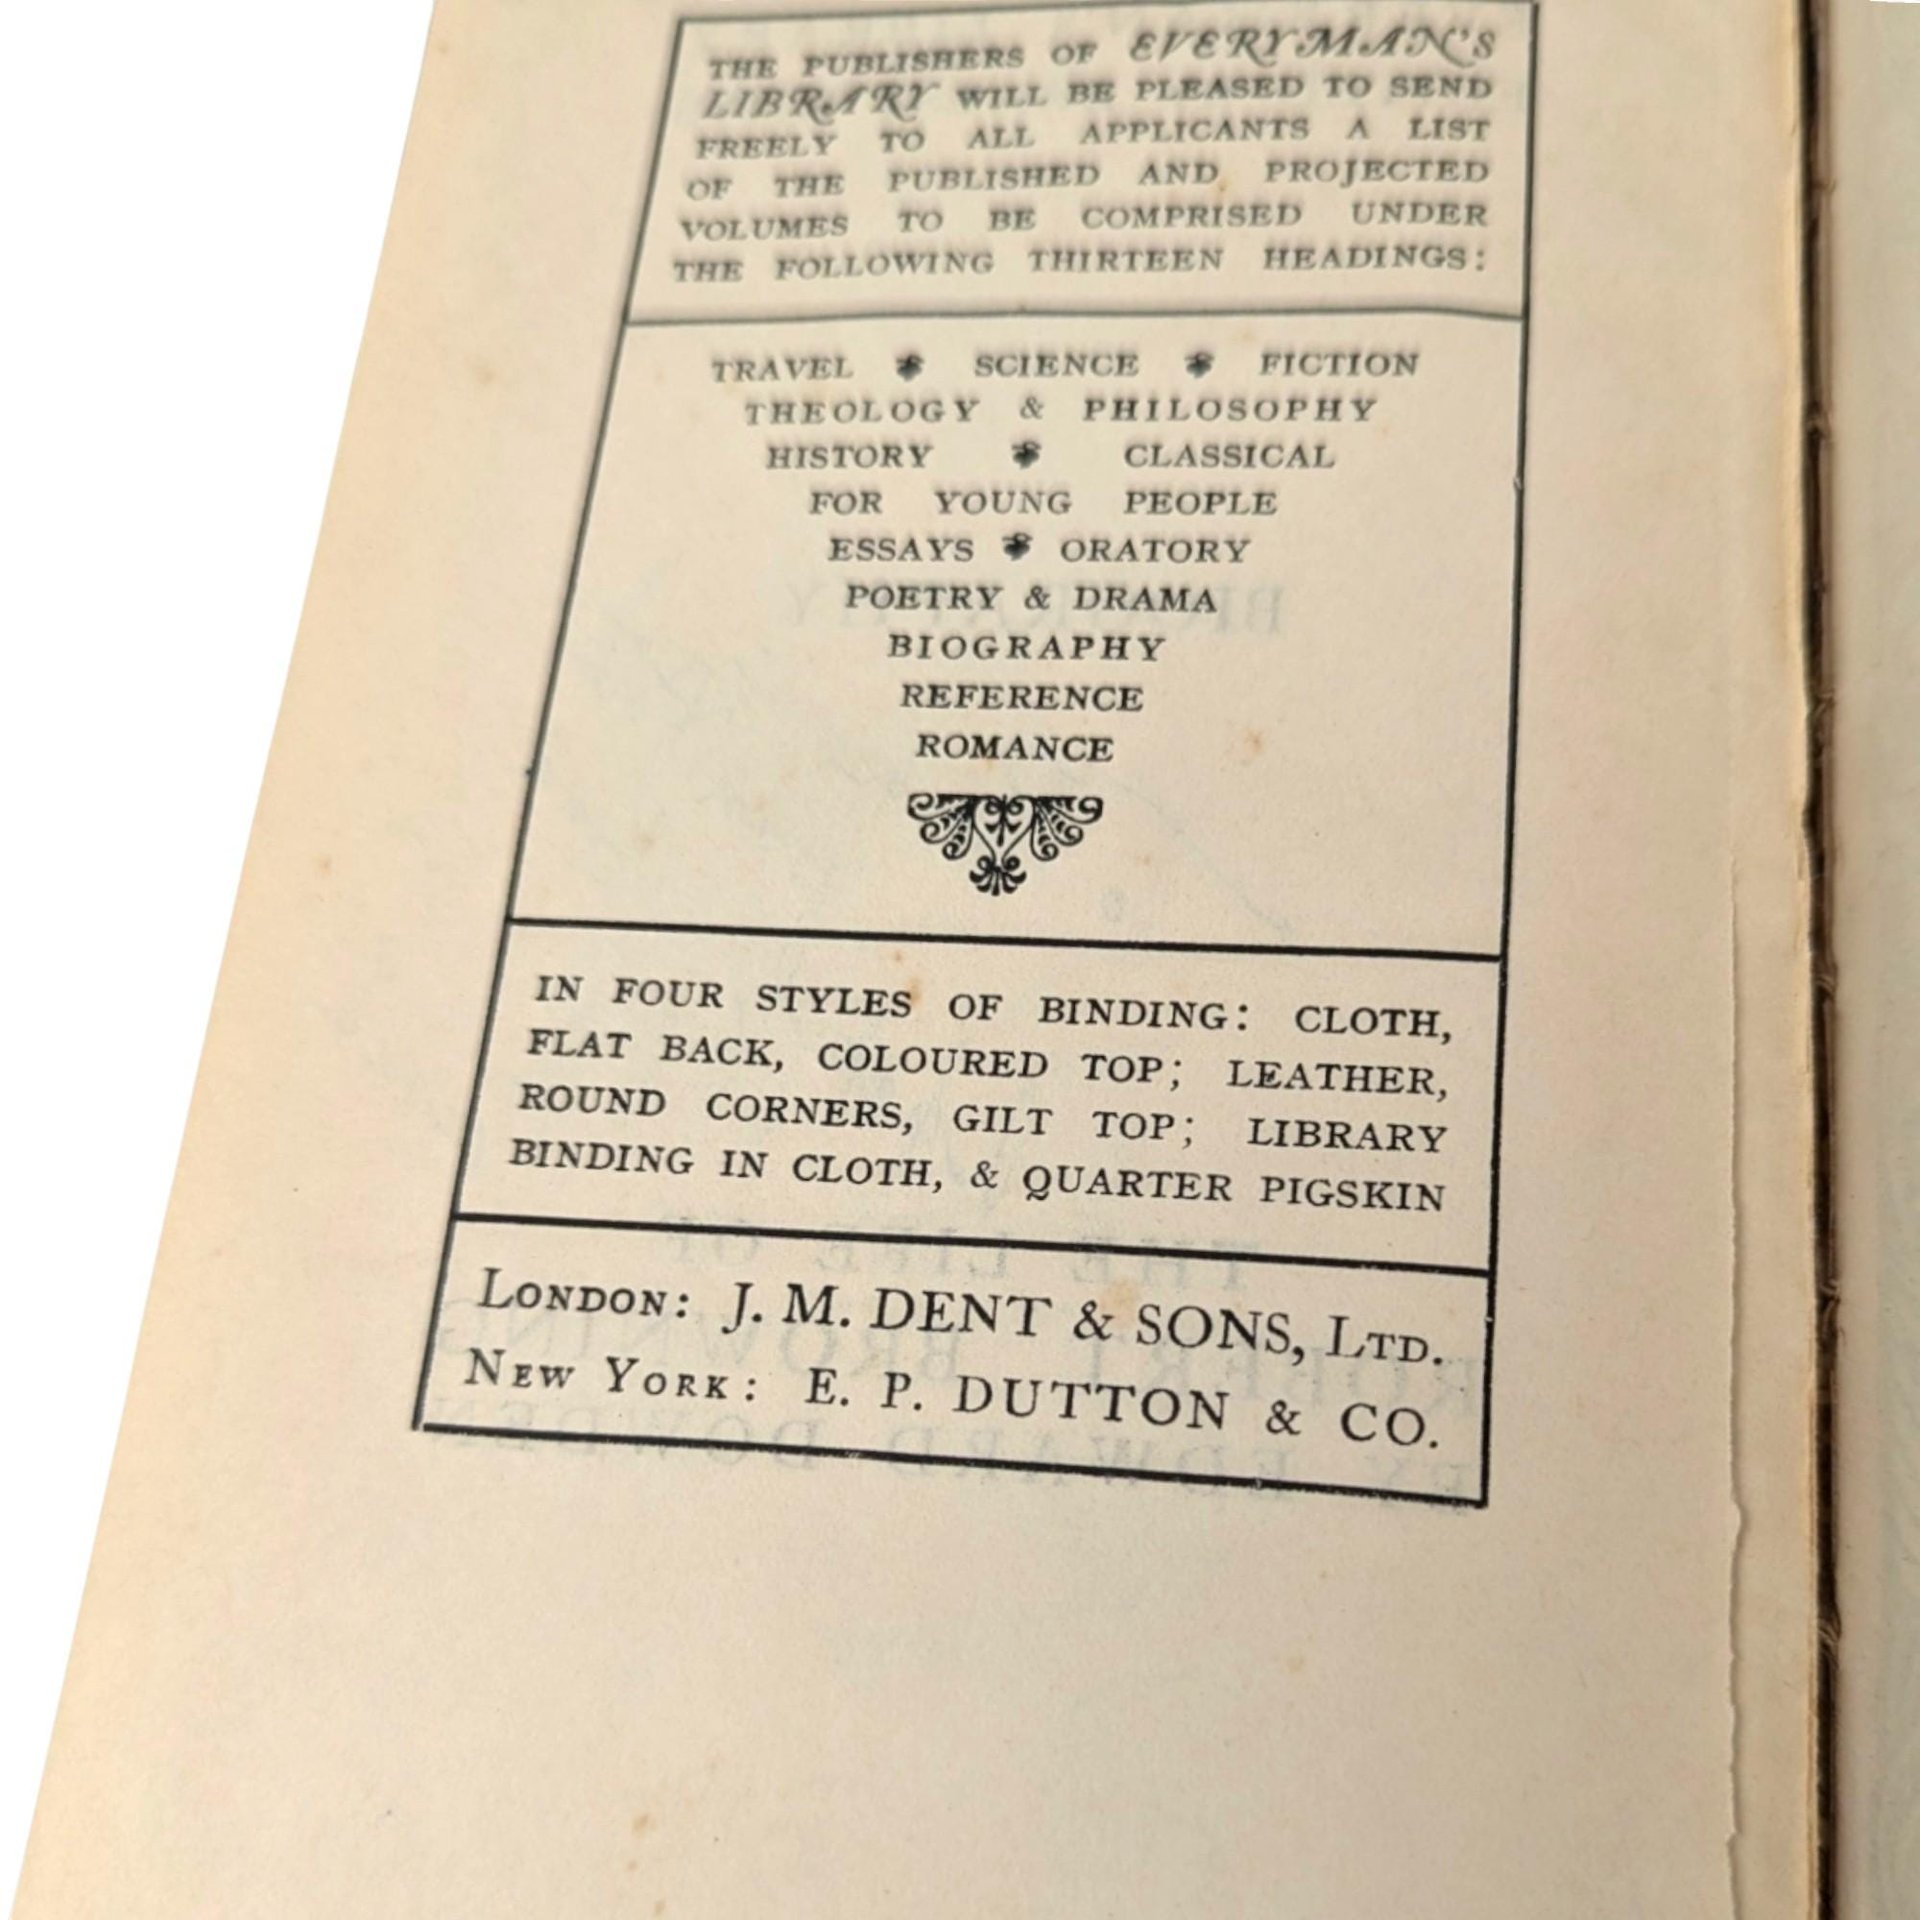 THE PUBLISHERS OF EVERYMAN'S
LIBRARY WILL BE PLEASED TO SEND
FREELY TO ALL APPLICANTS A LIST
OF THE PUBLISHED AND PROJECTED
VOLUMES TO BE COMPRISED UNDER
THE FOLLOWING THIRTEEN HEADINGS:
TRAVEL SCIENCE FICTION
THEOLOGY & PHILOSOPHY
HISTORY CLASSICAL
FOR YOUNG PEOPLE
ESSAYS ORATORY
POETRY & DRAMA
BIOGRAPHY
REFERENCE
ROMANCE
IN FOUR STYLES OF BINDING: CLOTH,
FLAT BACK, COLOURED TOP; LEATHER,
ROUND CORNERS, GILT TOP; LIBRARY
BINDING IN CLOTH, & QUARTER PIGSKIN
LONDON: J. M. DENT & SONS, LTD.
NEW YORK: E. P. DUTTON & CO.